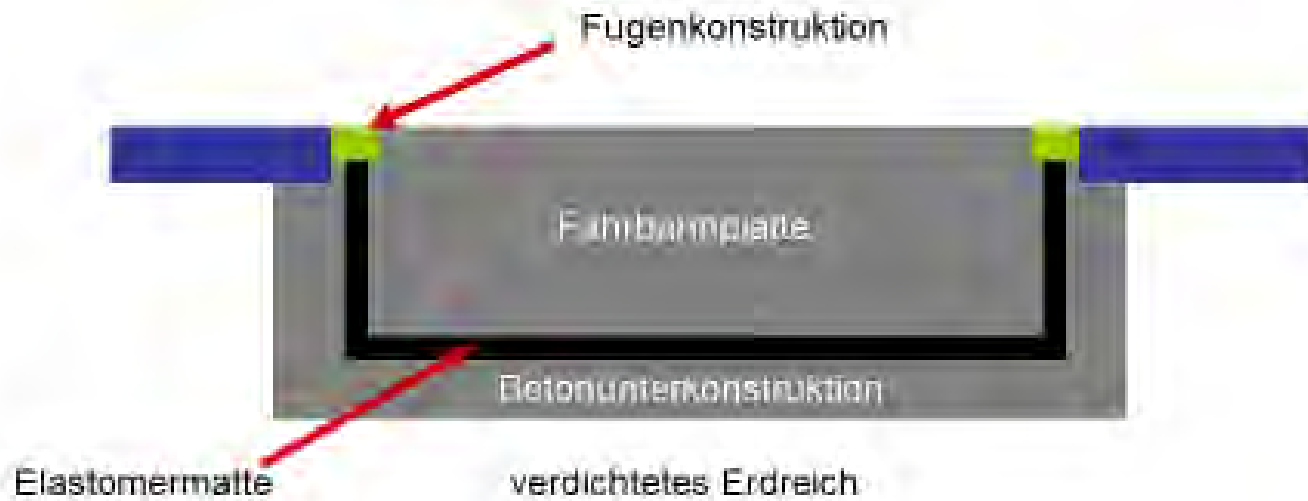 Fugenkonstruktion
Fahrbahnplatte
Betonunterkonstruktion
Elastomermatte
verdichtetes Erdreich